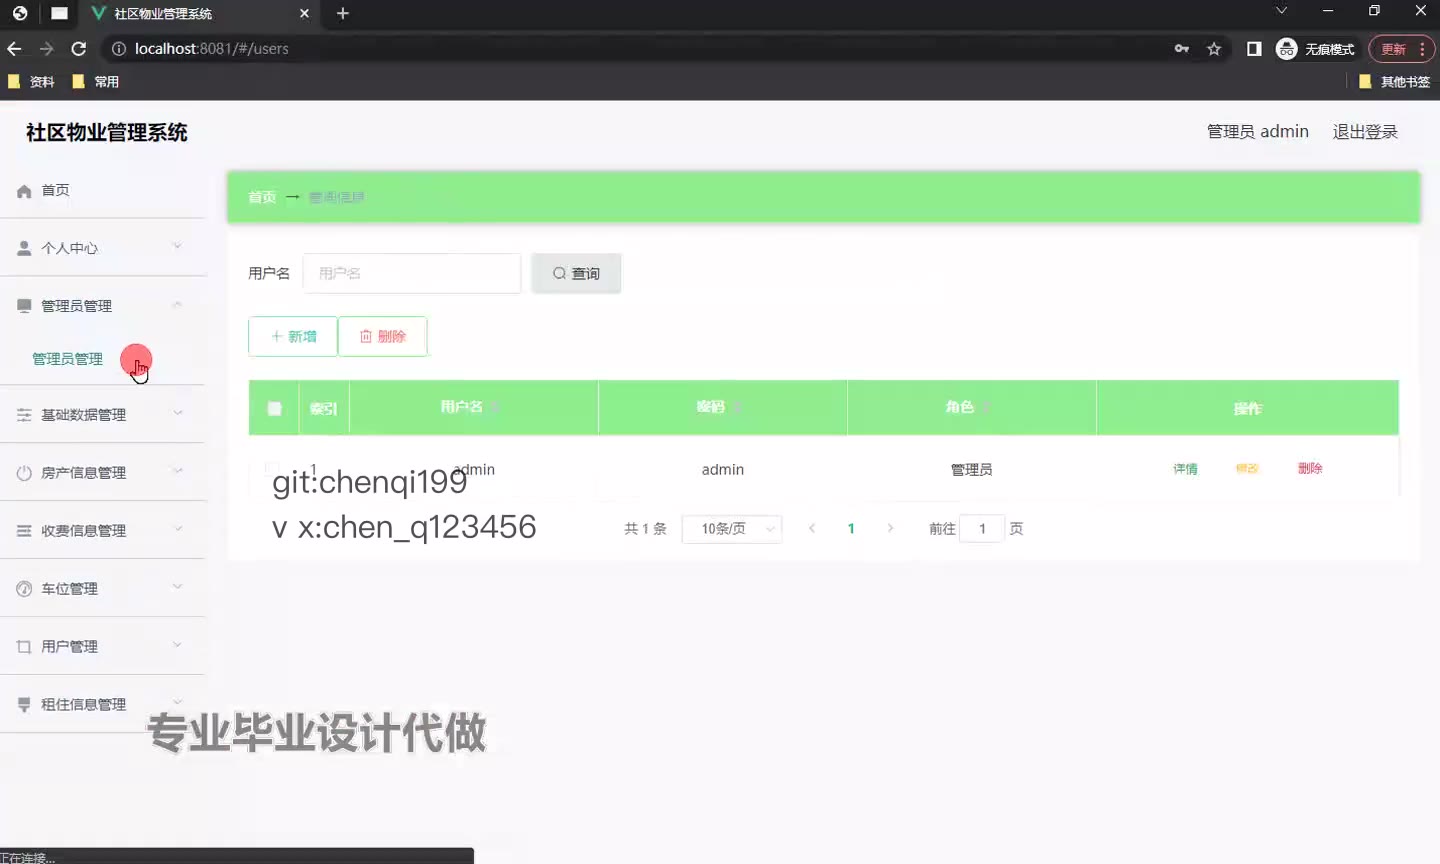 社区物业管理系统
localhost:8081/#/users
无痕模式
更新
资料
常用
其他书签
社区物业管理系统
管理员 admin
退出登录
首页
个人中心
管理员管理
管理员管理
基础数据管理
房产信息管理
收费信息管理
车位管理
用户管理
租住信息管理
首页 →
用户名
用户名
查询
新增
删除
索引
用户名
密码
角色
操作
1
admin
admin
管理员
详情
修改
删除
git:chenqi199
v x:chen_q123456
共 1 条
10条/页
1
前往
1
页
专业毕业设计代做
正在连接...